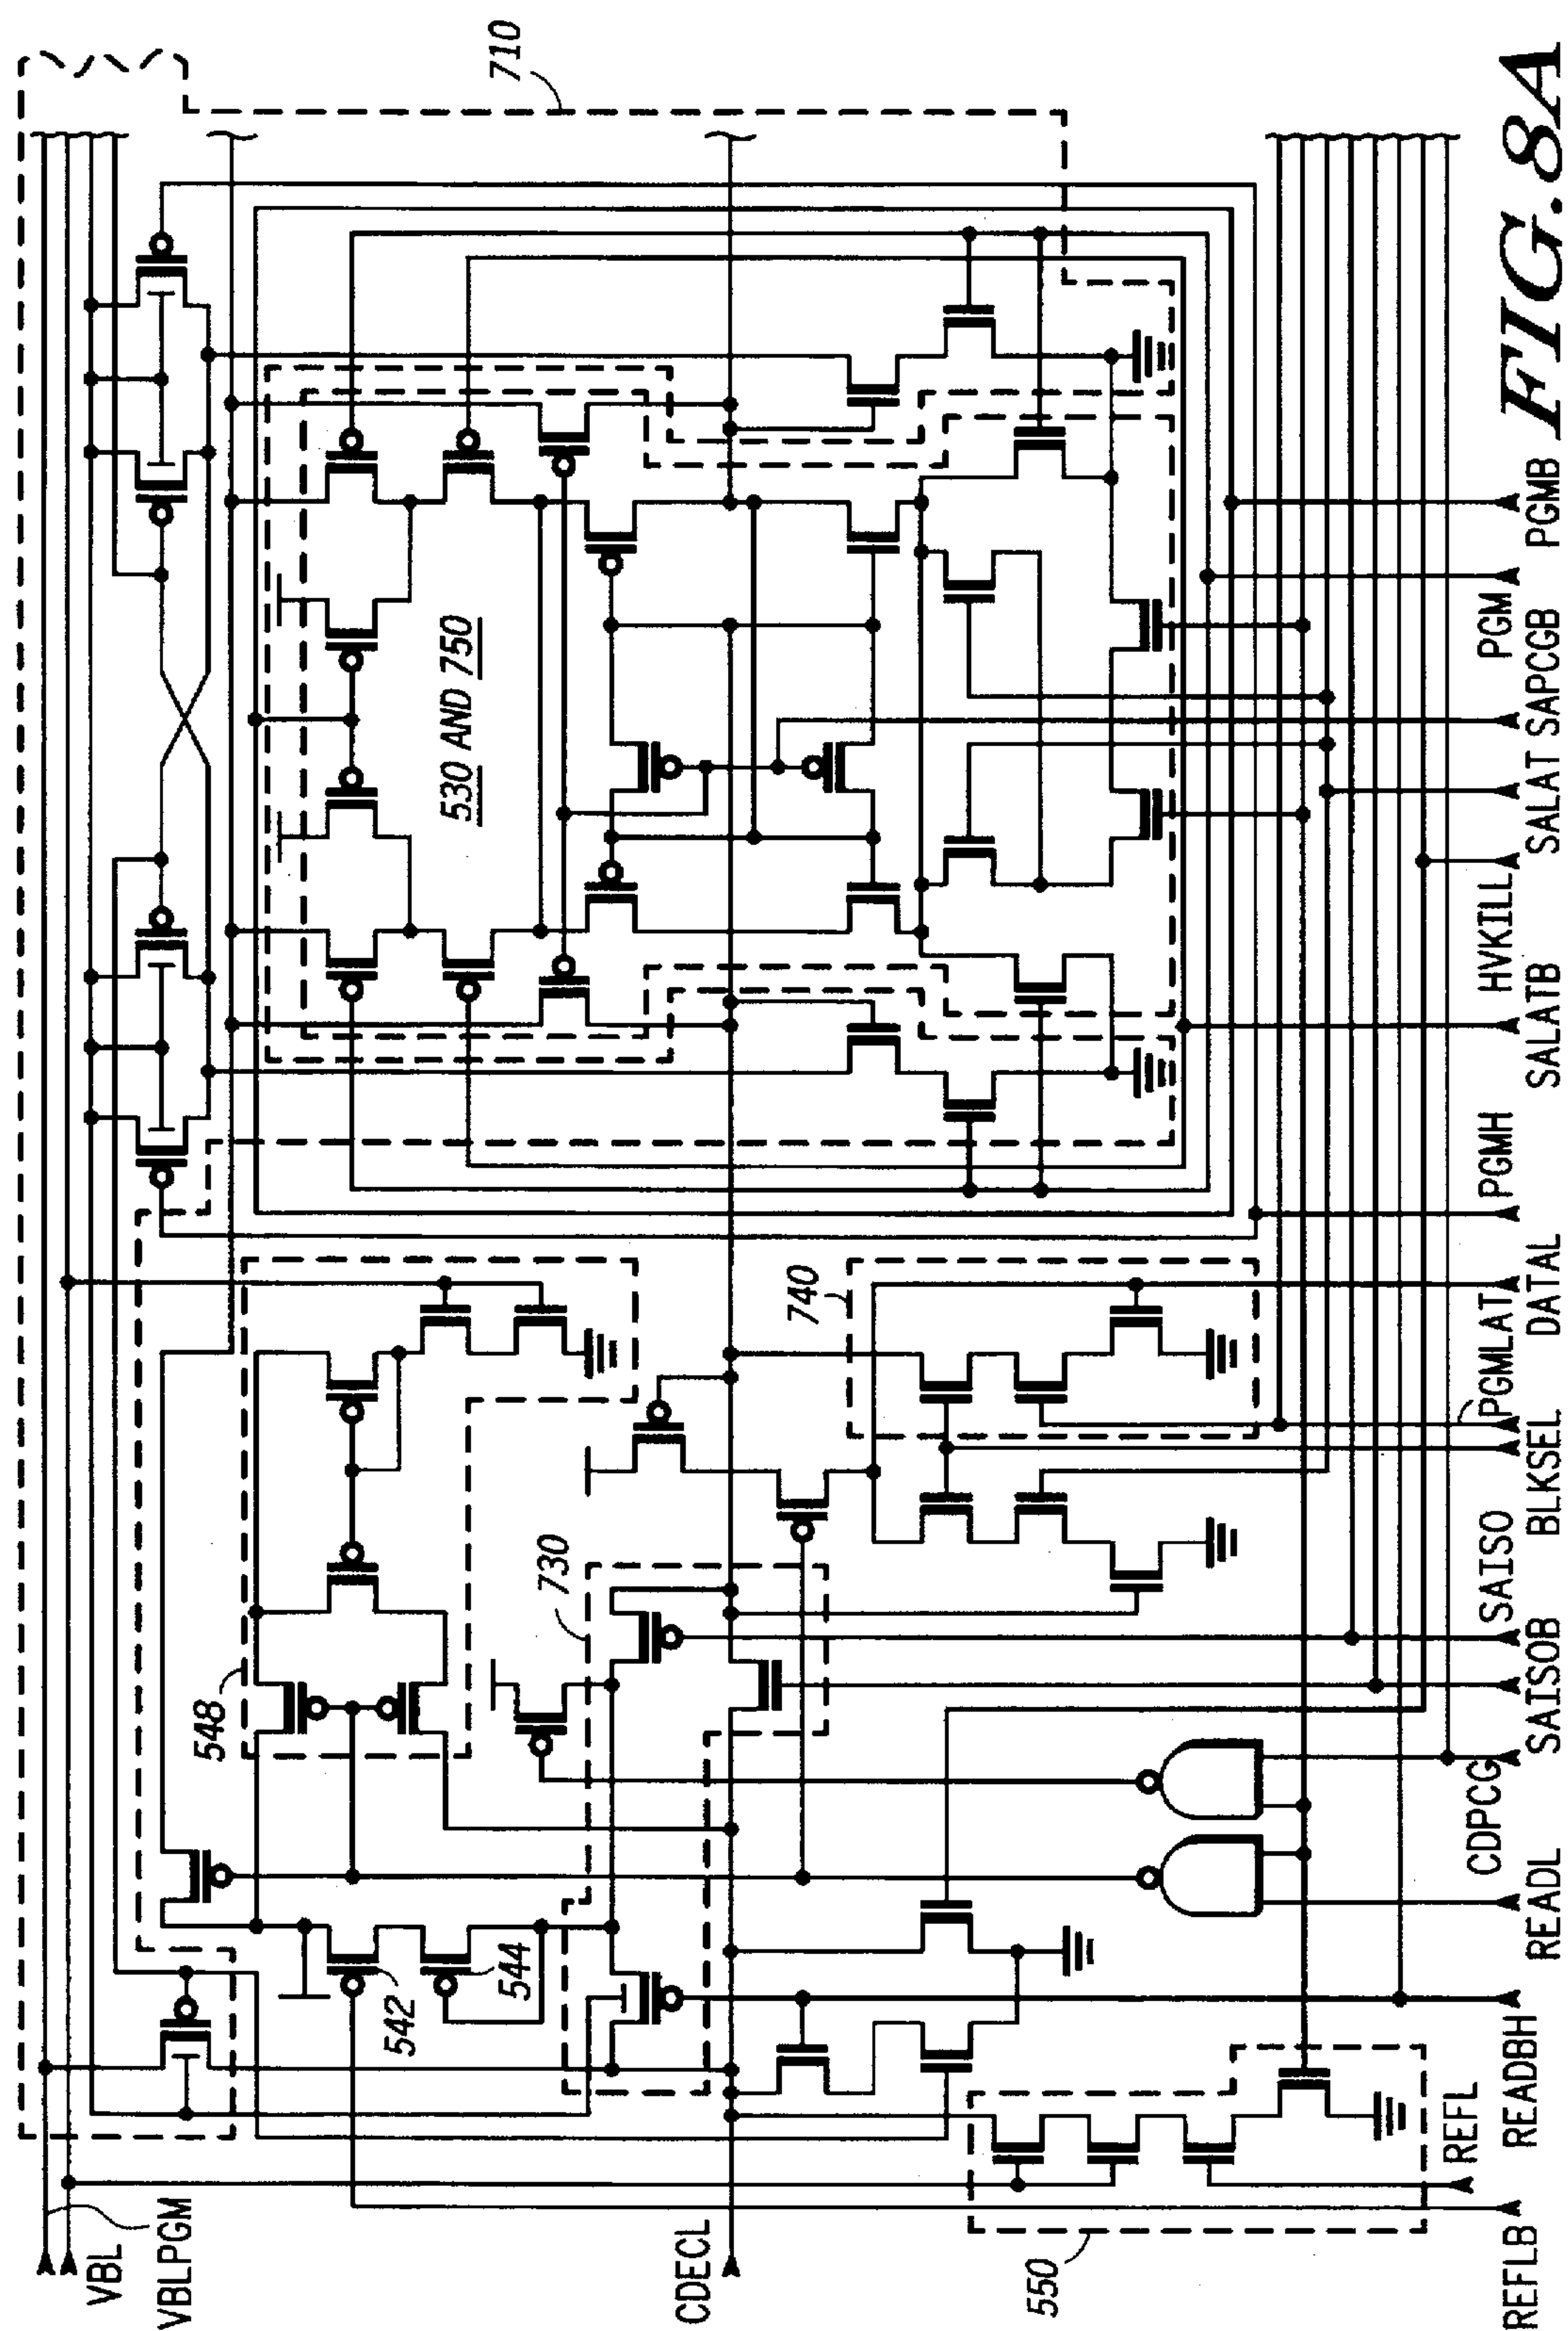 710
530 AND 750
740
730
548
542
544
550
VBL
VBLPGM
CDECL
REFLB
REFL
READBH
READL
CDPCG
SAISOB
SAISO
BLKSEL
PGMLAT
DATAL
PGMH
SALATB
HVKILL
SALAT
SAPCGB
PGM
PGMB
FIG.8A